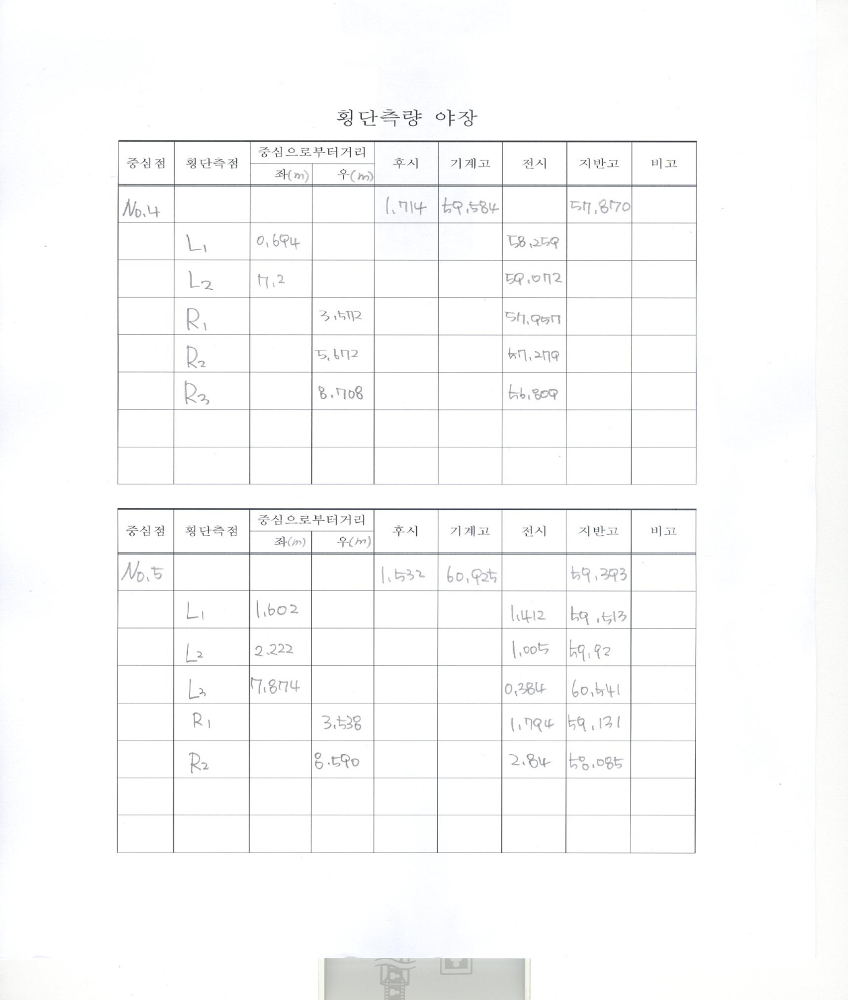 횡단측량 야장
중심점 횡단측점 중심으로부터거리 후시 기계고 전시 지반고 비고
좌(m) 우(m)
No.4 1.714 59.584 57.870
L1 0.694 58.259
L2 7.2 59.072
R1 3.572 57.957
R2 5.672 57.279
R3 8.708 56.809
중심점 횡단측점 중심으로부터거리 후시 기계고 전시 지반고 비고
좌(m) 우(m)
No.5 1.532 60.925 59.393
L1 1.602 1.412 59.513
L2 2.222 1.005 59.92
L3 7.874 0.384 60.541
R1 3.538 1.794 59.131
R2 8.590 2.84 58.085